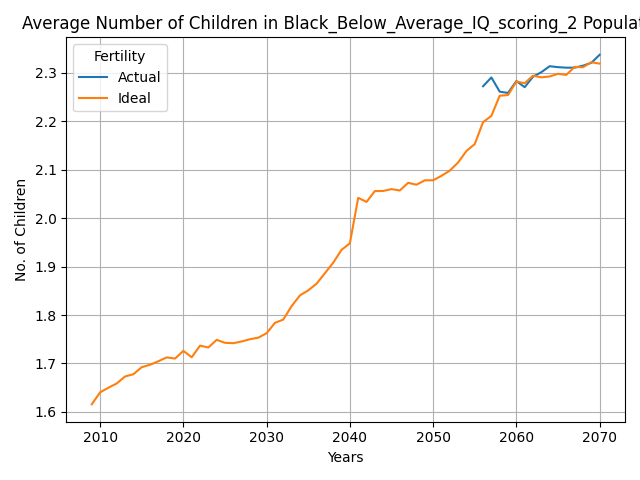 Average Number of Children in Black_Below_Average_IQ_scoring_2 Populat
Fertility
Actual
Ideal
2.3
2.2
2.1
2.0
1.9
1.8
1.7
1.6
No. of Children
2010 2020 2030 2040 2050 2060 2070
Years